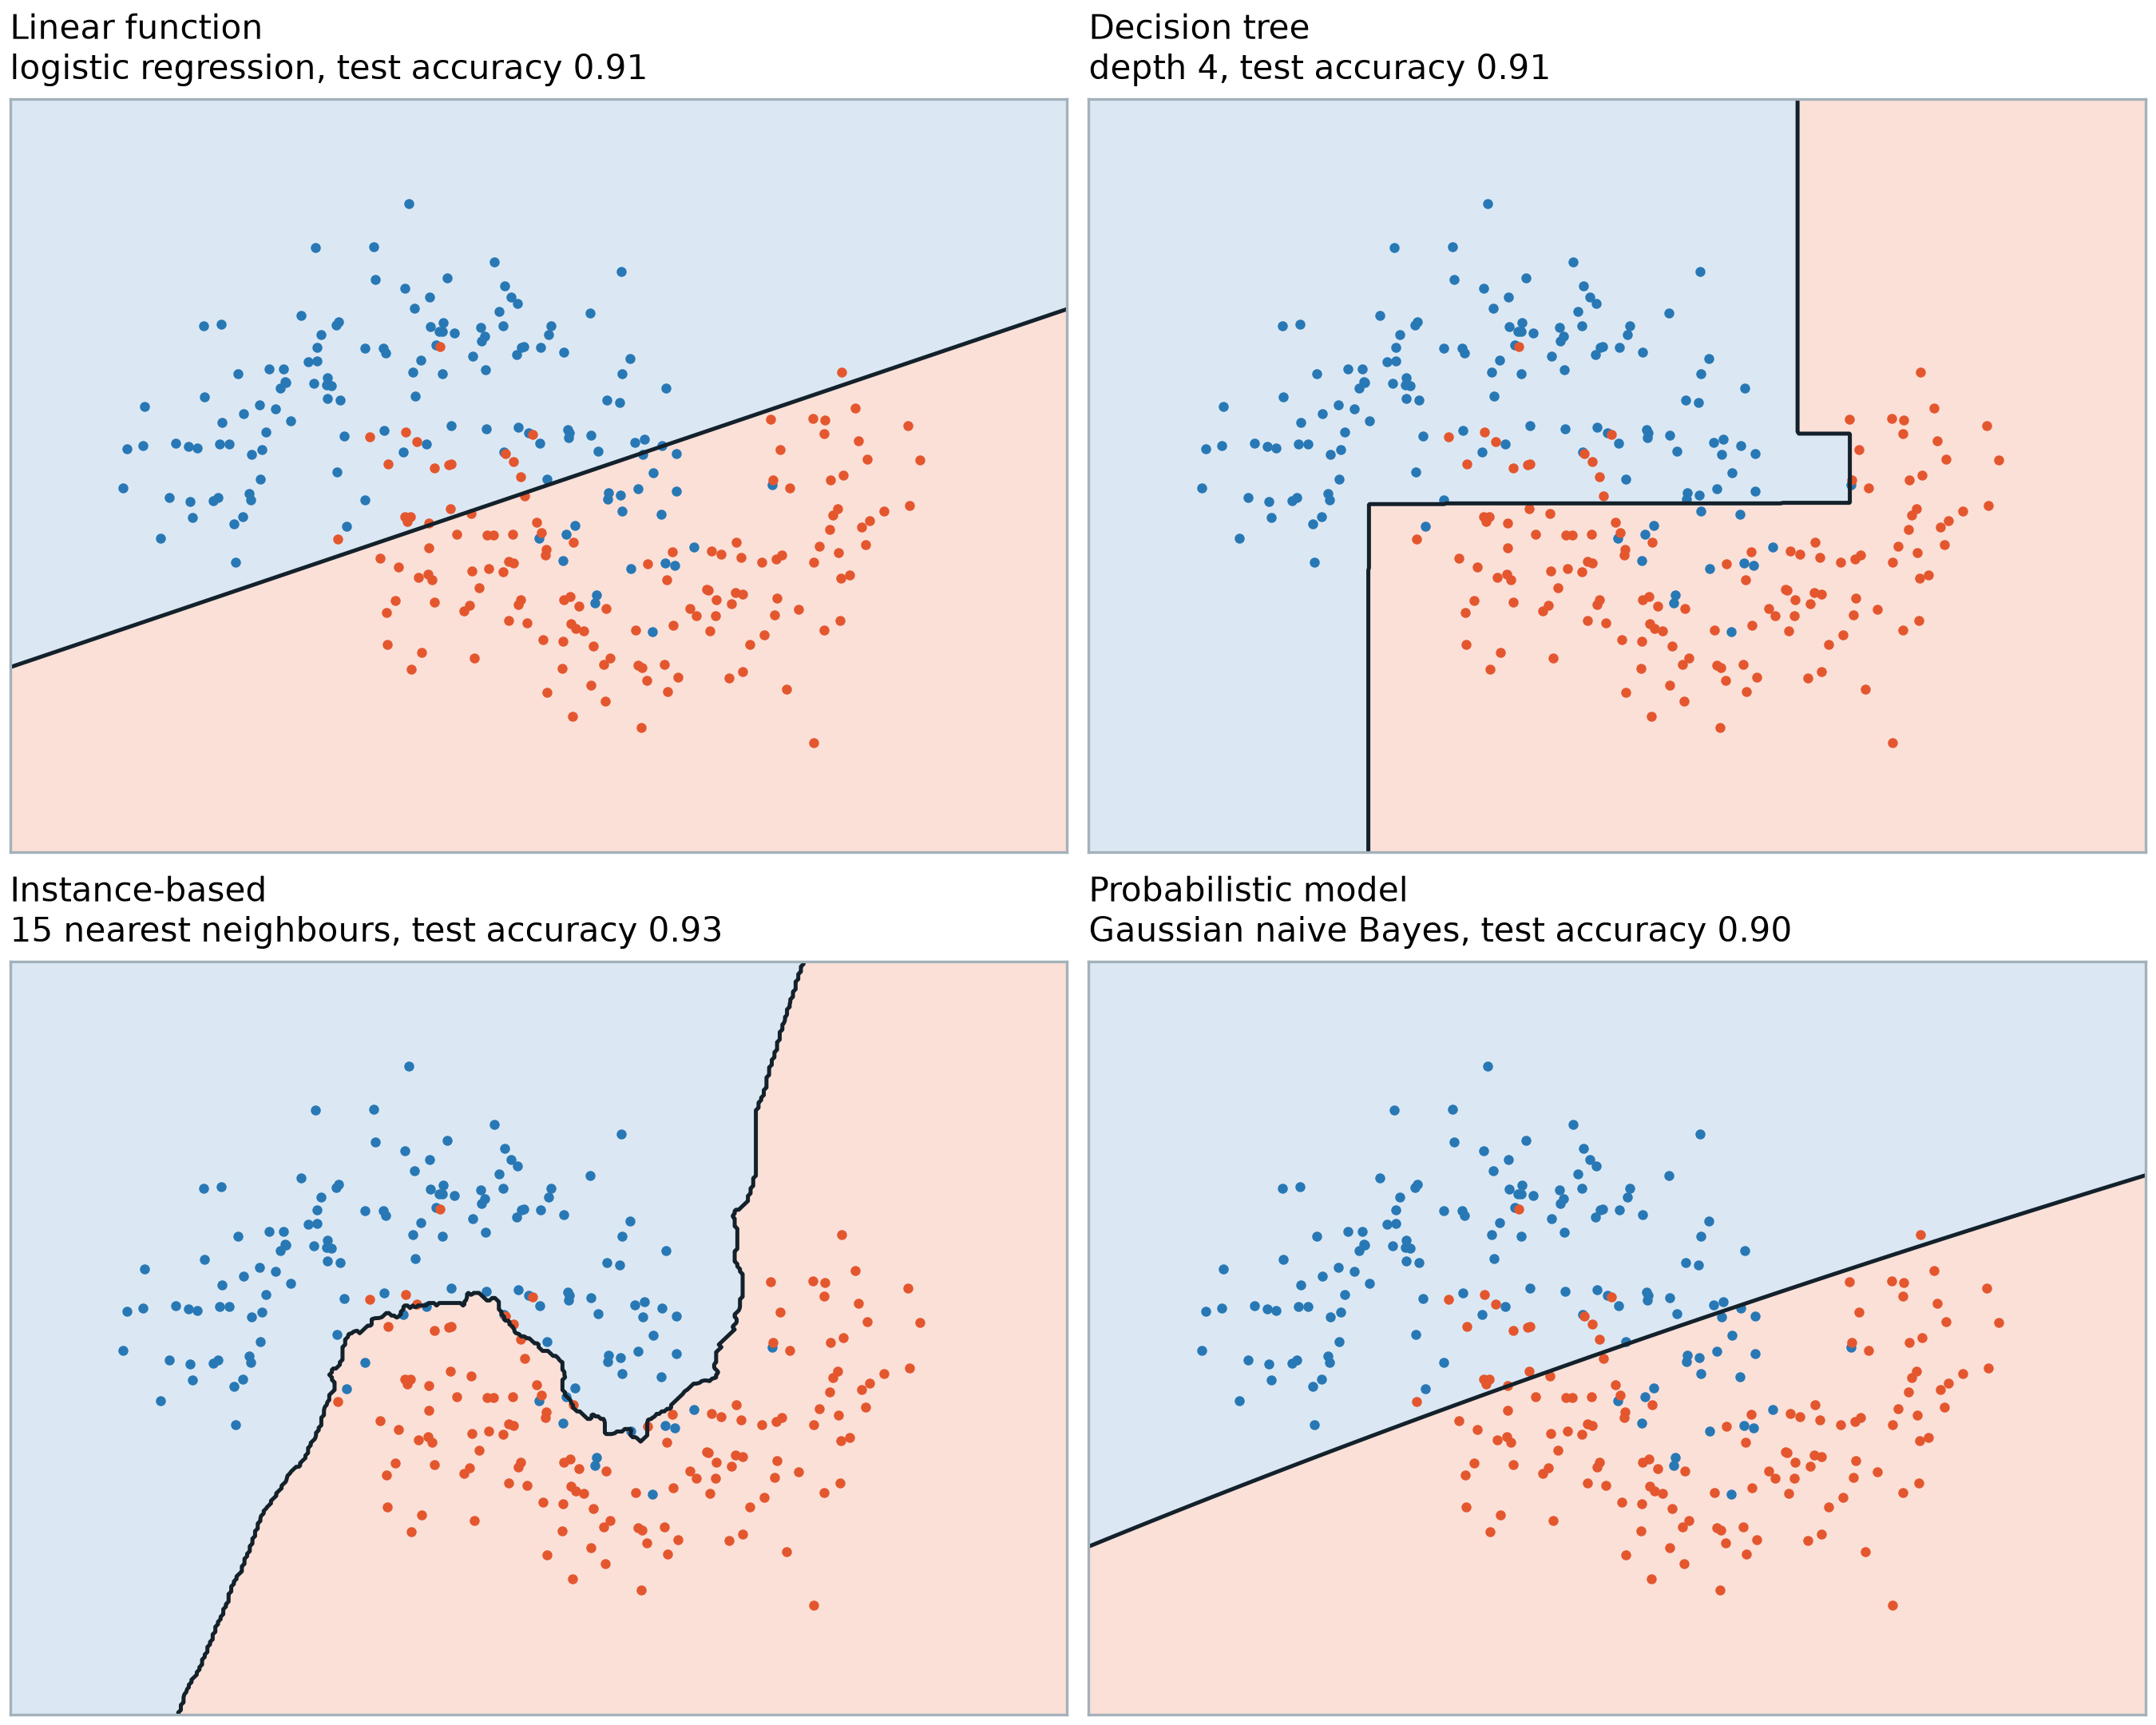 Linear function
logistic regression, test accuracy 0.91
Decision tree
depth 4, test accuracy 0.91
Instance-based
15 nearest neighbours, test accuracy 0.93
Probabilistic model
Gaussian naive Bayes, test accuracy 0.90